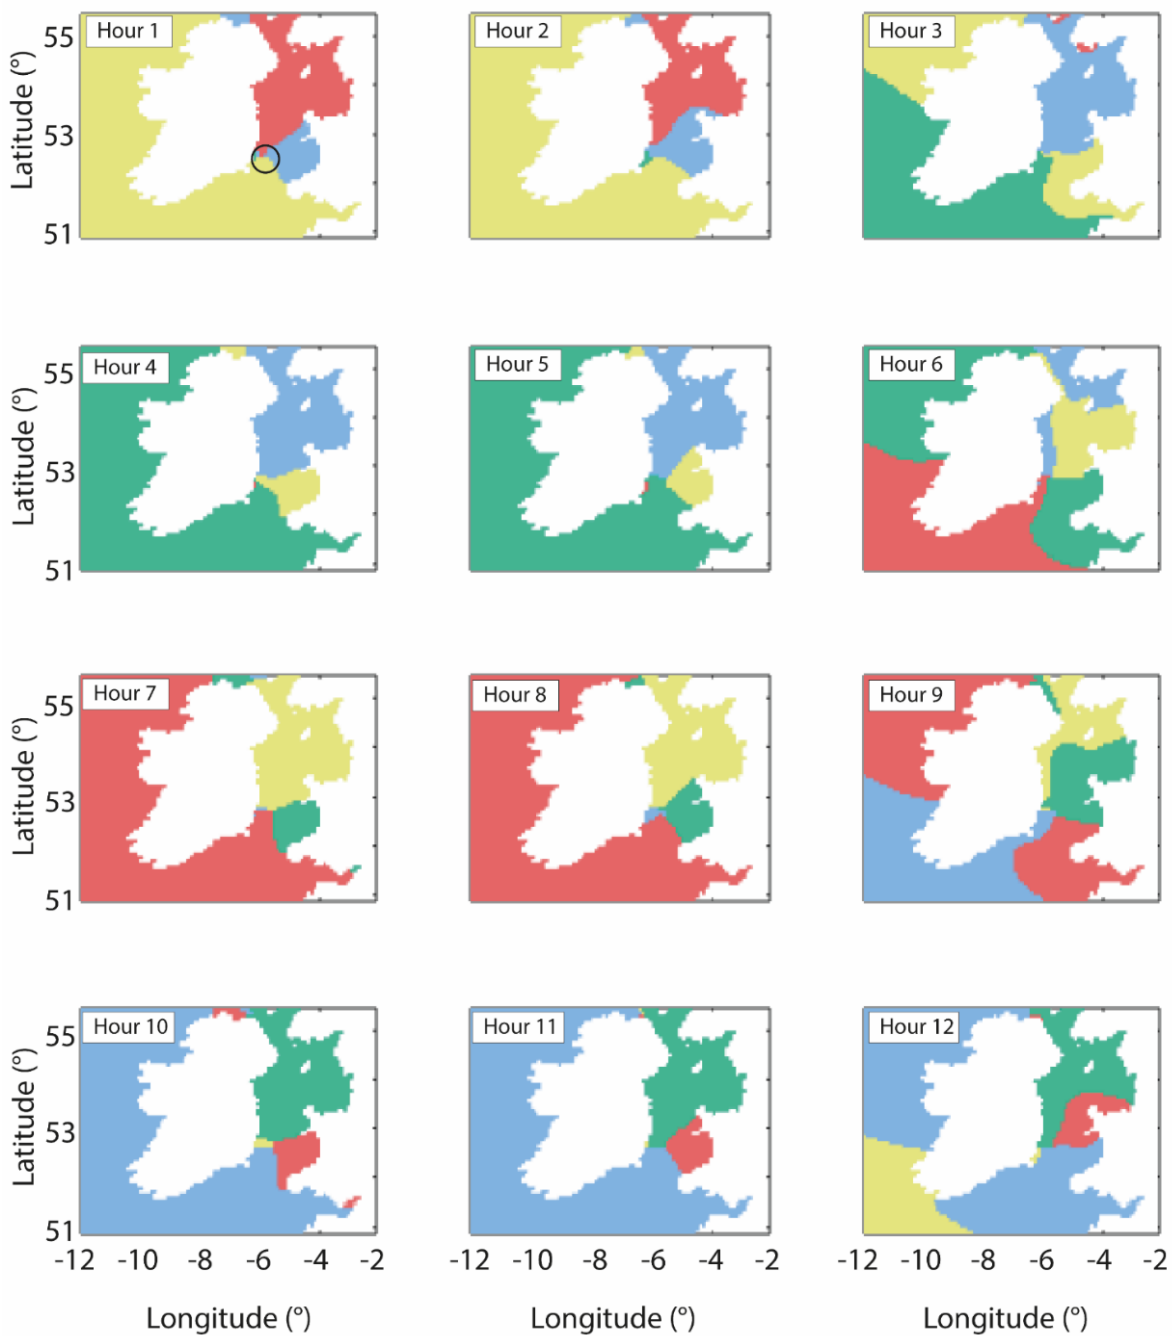 Hour 1
Hour 2
Hour 3
55
53
51
Latitude (°)
Hour 4
Hour 5
Hour 6
55
53
51
Latitude (°)
Hour 7
Hour 8
Hour 9
55
53
51
Latitude (°)
Hour 10
Hour 11
Hour 12
55
53
51
Latitude (°)
-12 -10 -8 -6 -4 -2 -12 -10 -8 -6 -4 -2 -12 -10 -8 -6 -4 -2
Longitude (°) Longitude (°) Longitude (°)